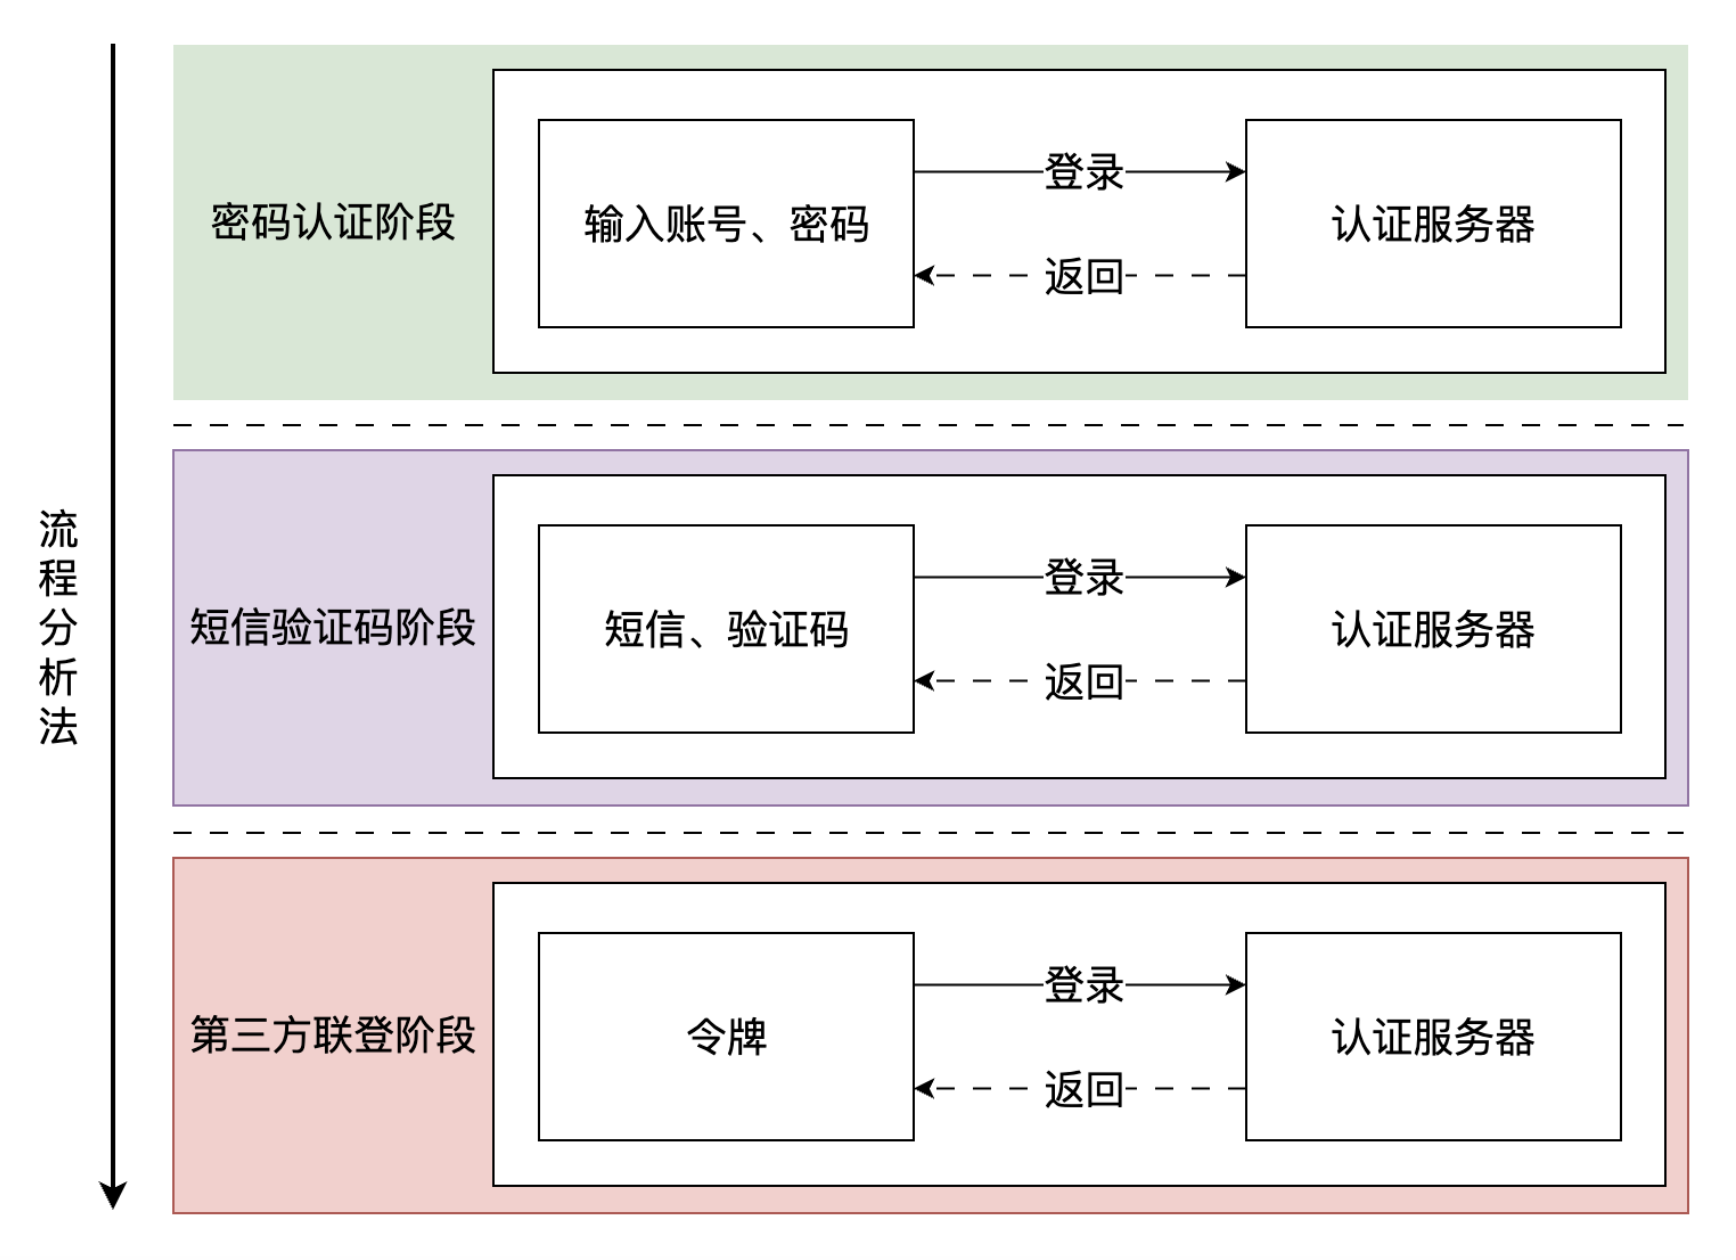 流程分析法
密码认证阶段
输入账号、密码
登录
返回
认证服务器
短信验证码阶段
短信、验证码
登录
返回
认证服务器
第三方联登阶段
令牌
登录
返回
认证服务器